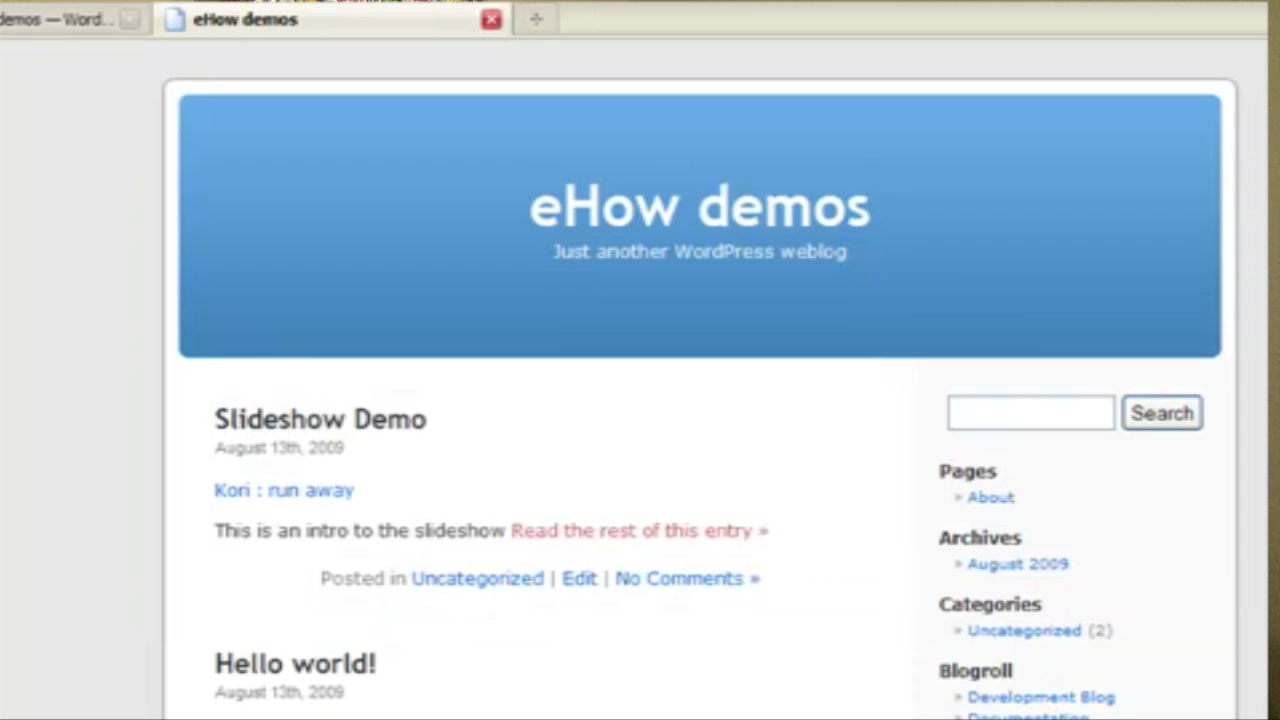 demos — Word...
eHow demos
eHow demos
Just another WordPress weblog
Slideshow Demo
August 13th, 2009
Kori : run away
This is an intro to the slideshow Read the rest of this entry »
Posted in Uncategorized | Edit | No Comments »
Hello world!
August 13th, 2009
Search
Pages
» About
Archives
» August 2009
Categories
» Uncategorized (2)
Blogroll
» Development Blog
» Documentation